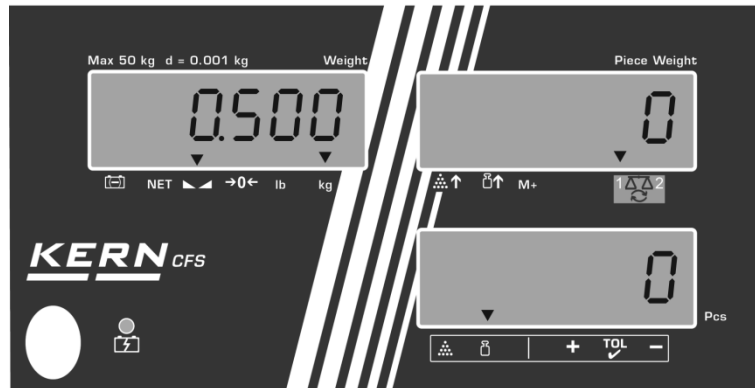 Max 50 kg d = 0.001 kg Weight
0.500
NET →0← lb kg
Piece Weight
0
M+
1 2
KERN CFS
0
Pcs
+ TOL −